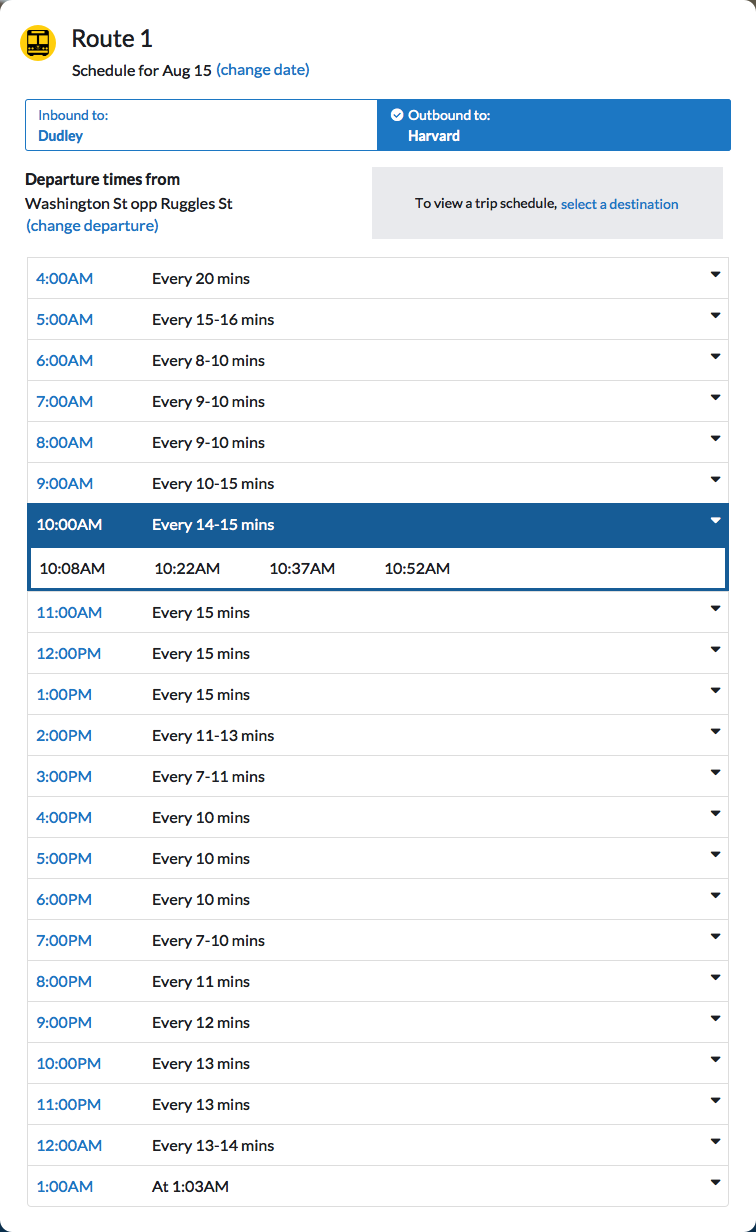 Route 1
Schedule for Aug 15 (change date)
Inbound to:
Dudley
Outbound to:
Harvard
Departure times from
Washington St opp Ruggles St
(change departure)
To view a trip schedule, select a destination
4:00AM Every 20 mins
5:00AM Every 15-16 mins
6:00AM Every 8-10 mins
7:00AM Every 9-10 mins
8:00AM Every 9-10 mins
9:00AM Every 10-15 mins
10:00AM Every 14-15 mins
10:08AM 10:22AM 10:37AM 10:52AM
11:00AM Every 15 mins
12:00PM Every 15 mins
1:00PM Every 15 mins
2:00PM Every 11-13 mins
3:00PM Every 7-11 mins
4:00PM Every 10 mins
5:00PM Every 10 mins
6:00PM Every 10 mins
7:00PM Every 7-10 mins
8:00PM Every 11 mins
9:00PM Every 12 mins
10:00PM Every 13 mins
11:00PM Every 13 mins
12:00AM Every 13-14 mins
1:00AM At 1:03AM